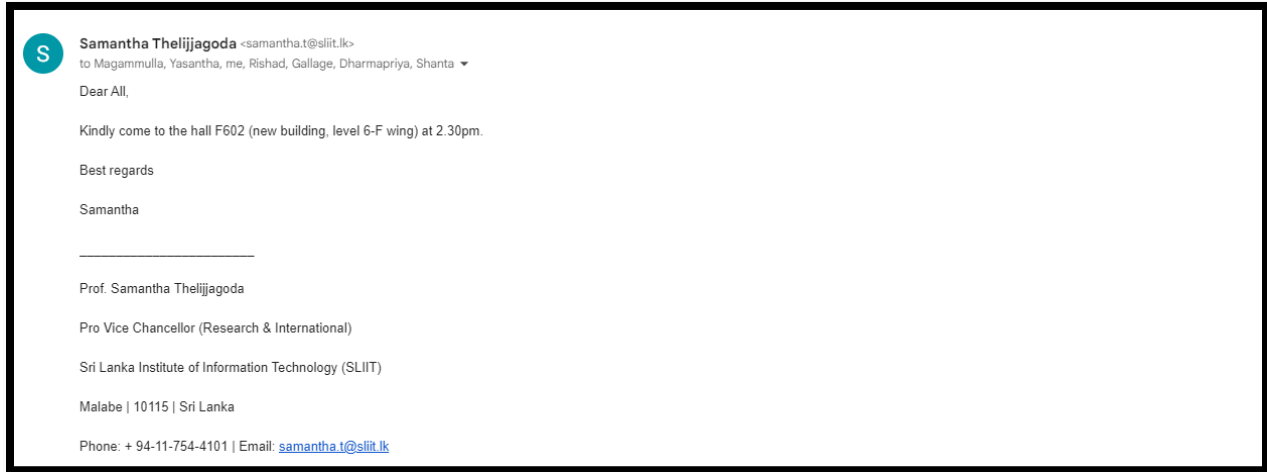 S
Samantha Thelijjagoda <samantha.t@sliit.lk>
to Magammulla, Yasantha, me, Rishad, Gallage, Dharmapriya, Shanta
Dear All,
Kindly come to the hall F602 (new building, level 6-F wing) at 2.30pm.
Best regards
Samantha
________________________
Prof. Samantha Thelijjagoda
Pro Vice Chancellor (Research & International)
Sri Lanka Institute of Information Technology (SLIIT)
Malabe | 10115 | Sri Lanka
Phone: + 94-11-754-4101 | Email: samantha.t@sliit.lk